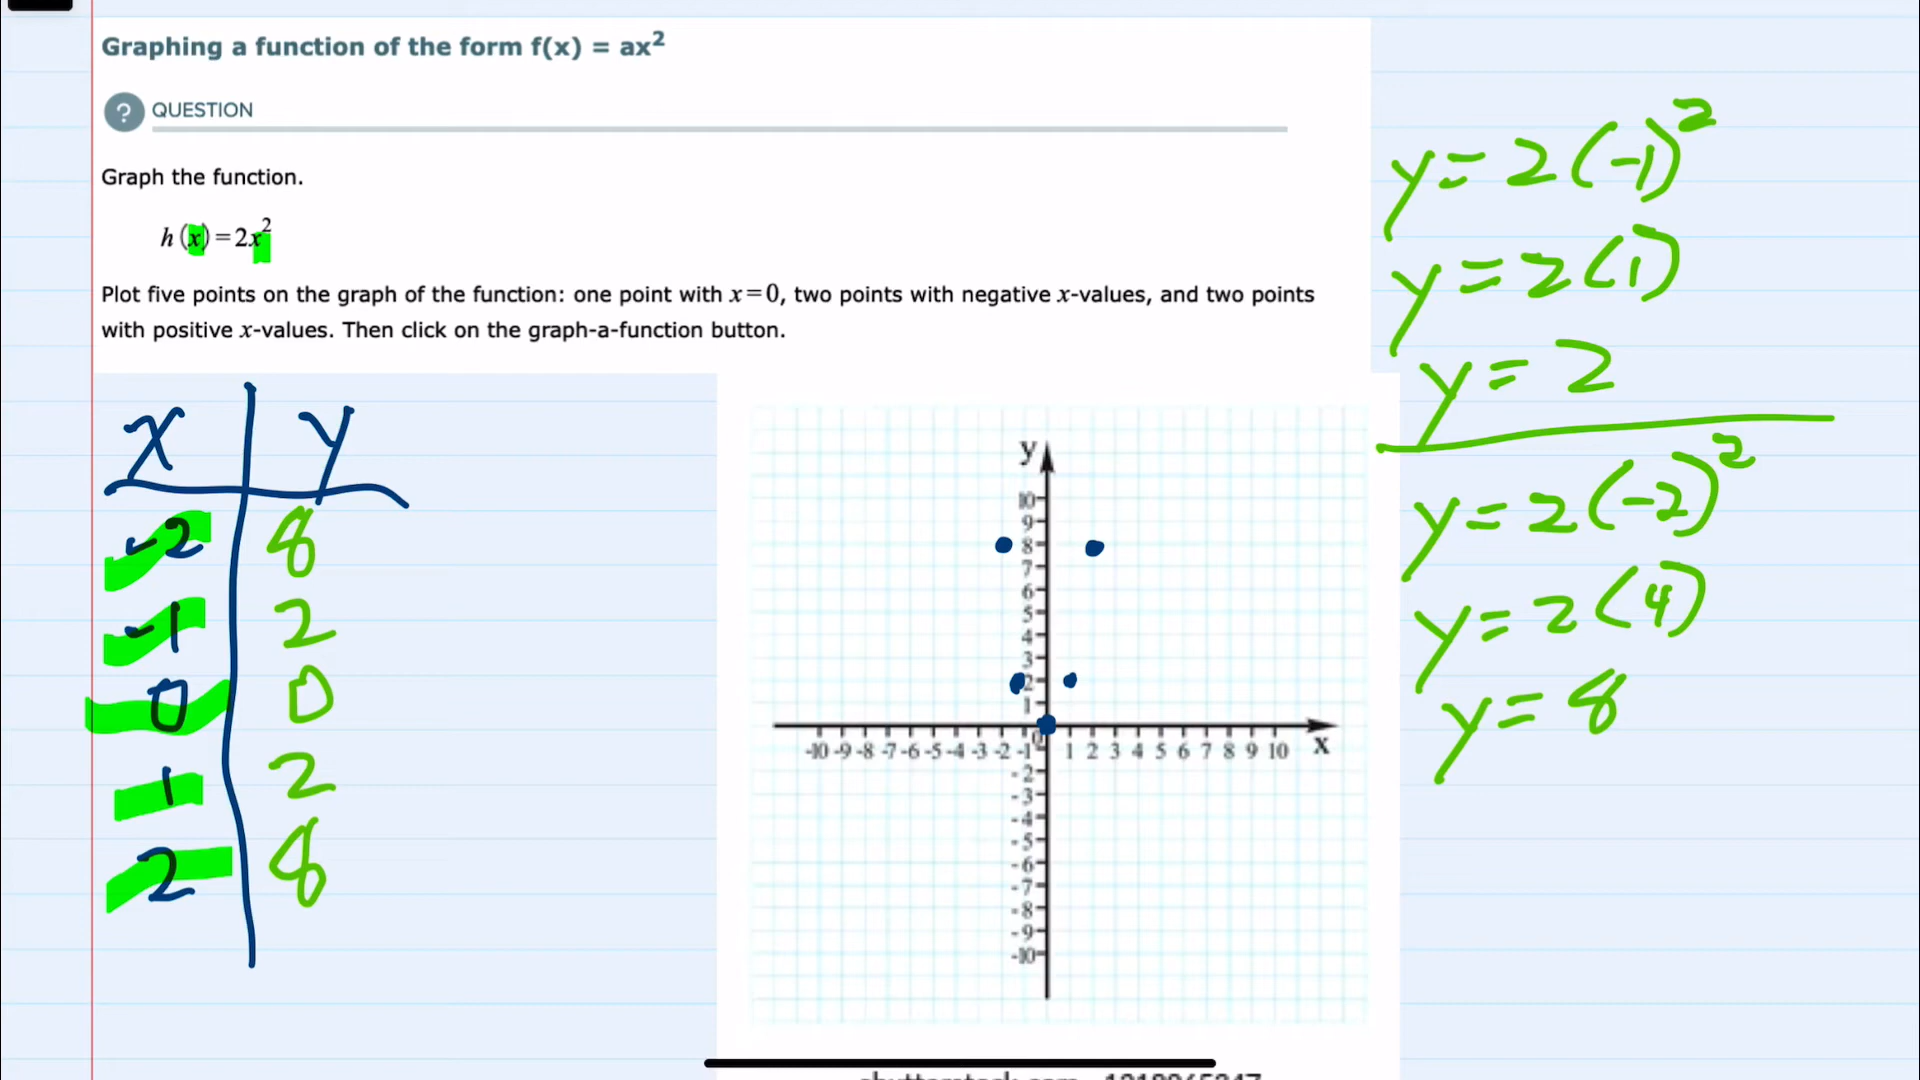 Graphing a function of the form f(x) = ax²
? QUESTION
Graph the function.
h(x) = 2x²
Plot five points on the graph of the function: one point with x=0, two points with negative x-values, and two points
with positive x-values. Then click on the graph-a-function button.
x y
-2 8
-1 2
0 0
1 2
2 8
y
10
9
8
7
6
5
4
3
2
1
0
-10 -9 -8 -7 -6 -5 -4 -3 -2 -1 1 2 3 4 5 6 7 8 9 10 x
-2
-3
-4
-5
-6
-7
-8
-9
-10
y = 2(-1)²
y = 2(1)
y = 2
y = 2(-2)²
y = 2(4)
y = 8